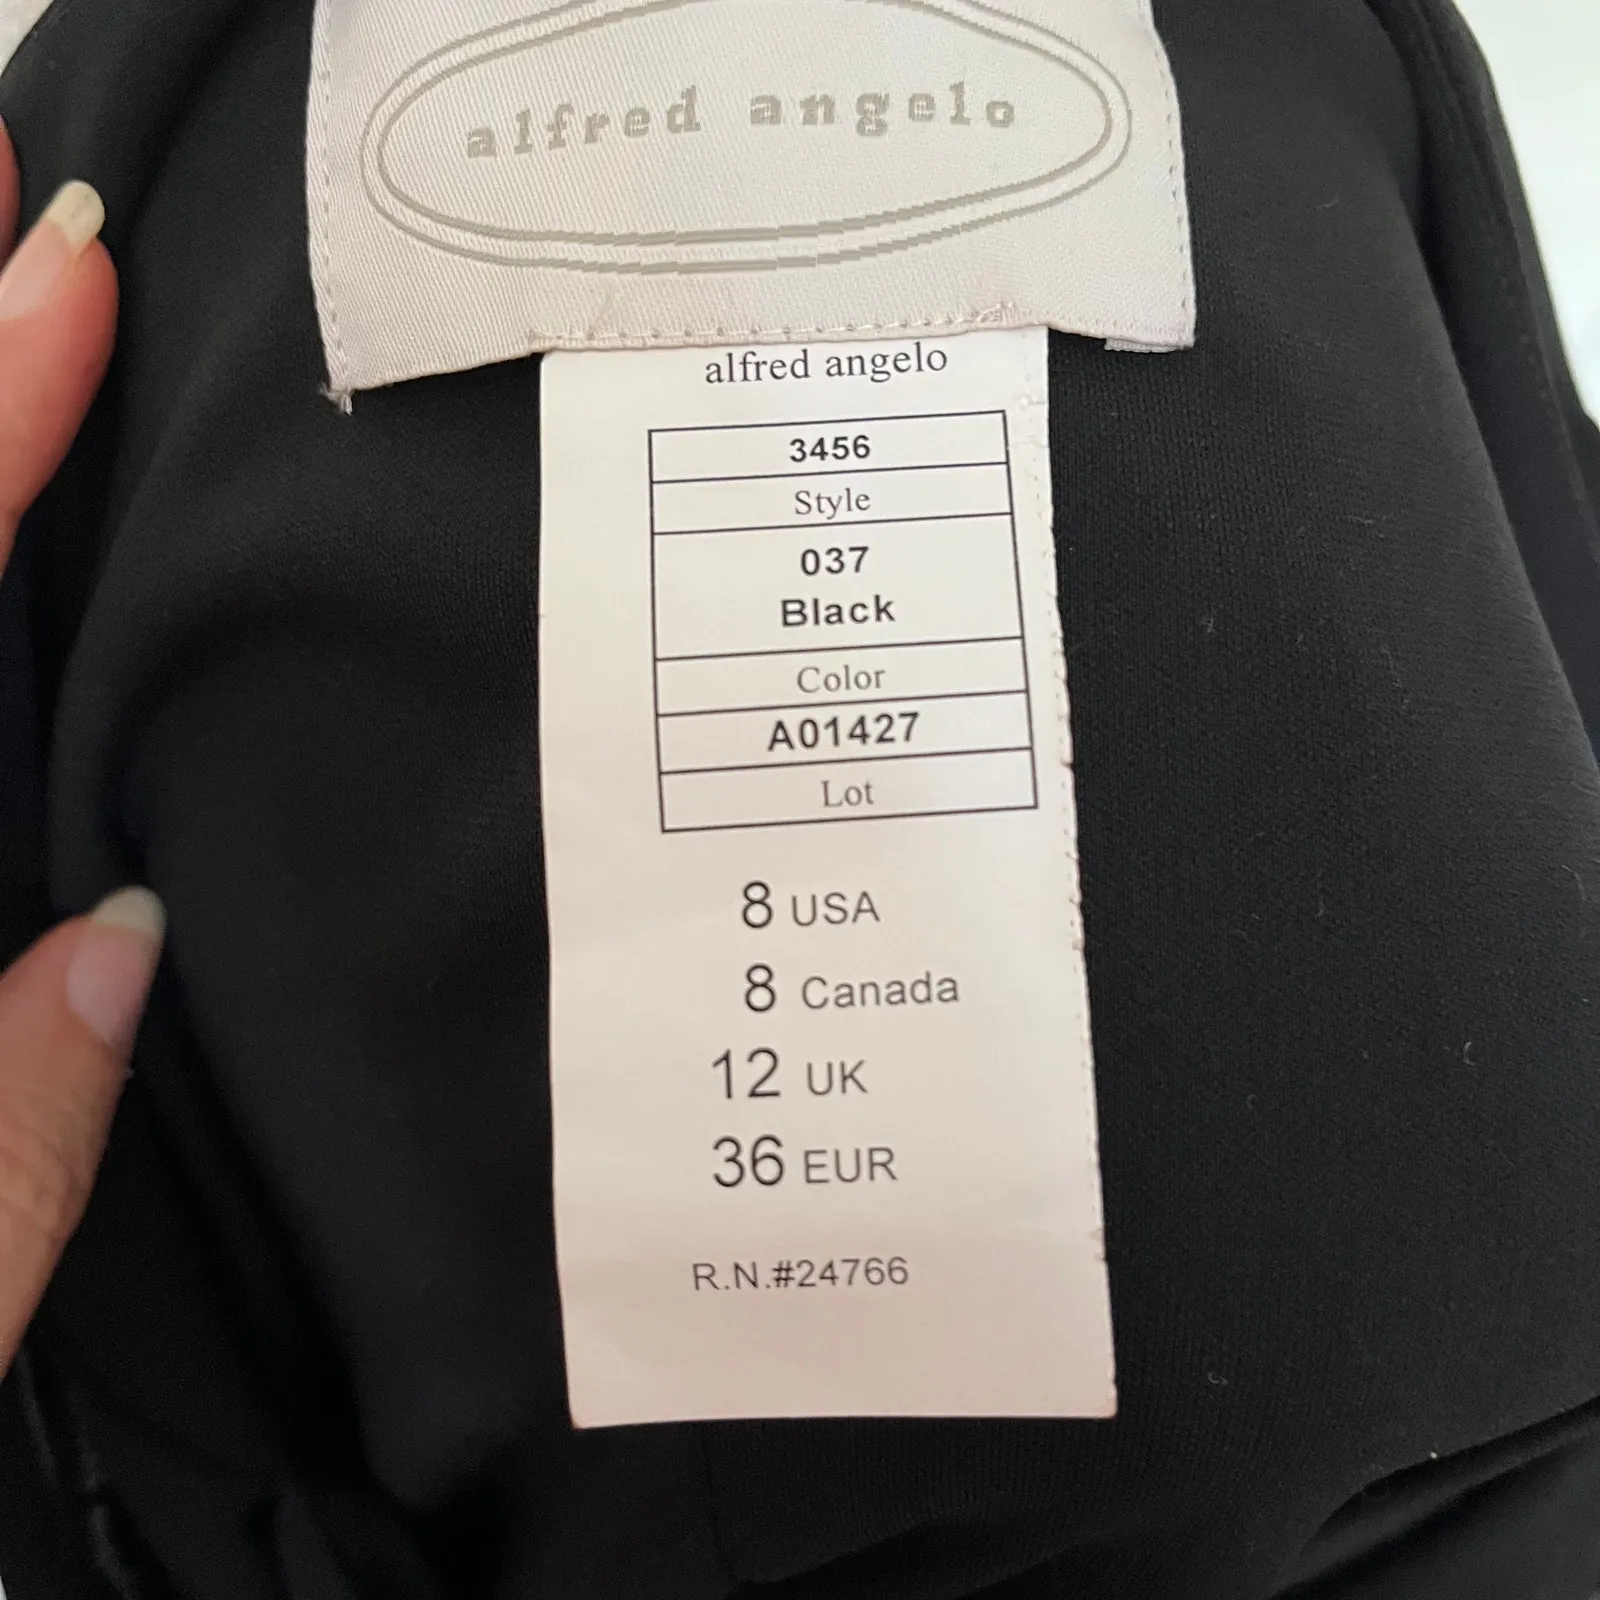 alfred angelo
alfred angelo
3456
Style
037
Black
Color
A01427
Lot
8 USA
8 Canada
12 UK
36 EUR
R.N.#24766